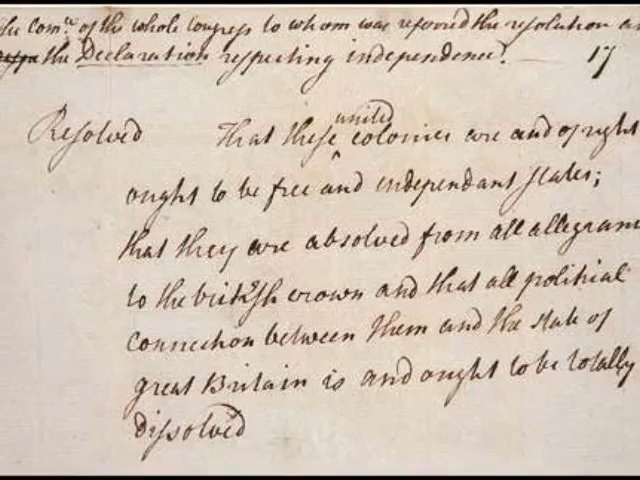 the Com.ee of the whole Congress to whom was referred the resolution and
the Declaration respecting independence. 17
united
Resolved That these ^ colonies are and of right
ought to be free and independant states;
that they are absolved from all allegiance
to the british crown and that all political
connection between them and the state of
great Britain is and ought to be totally
dissolved